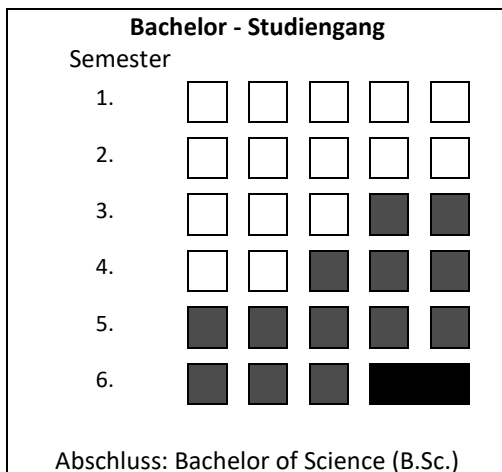 Bachelor - Studiengang
Semester
1.
2.
3.
4.
5.
6.
Abschluss: Bachelor of Science (B.Sc.)